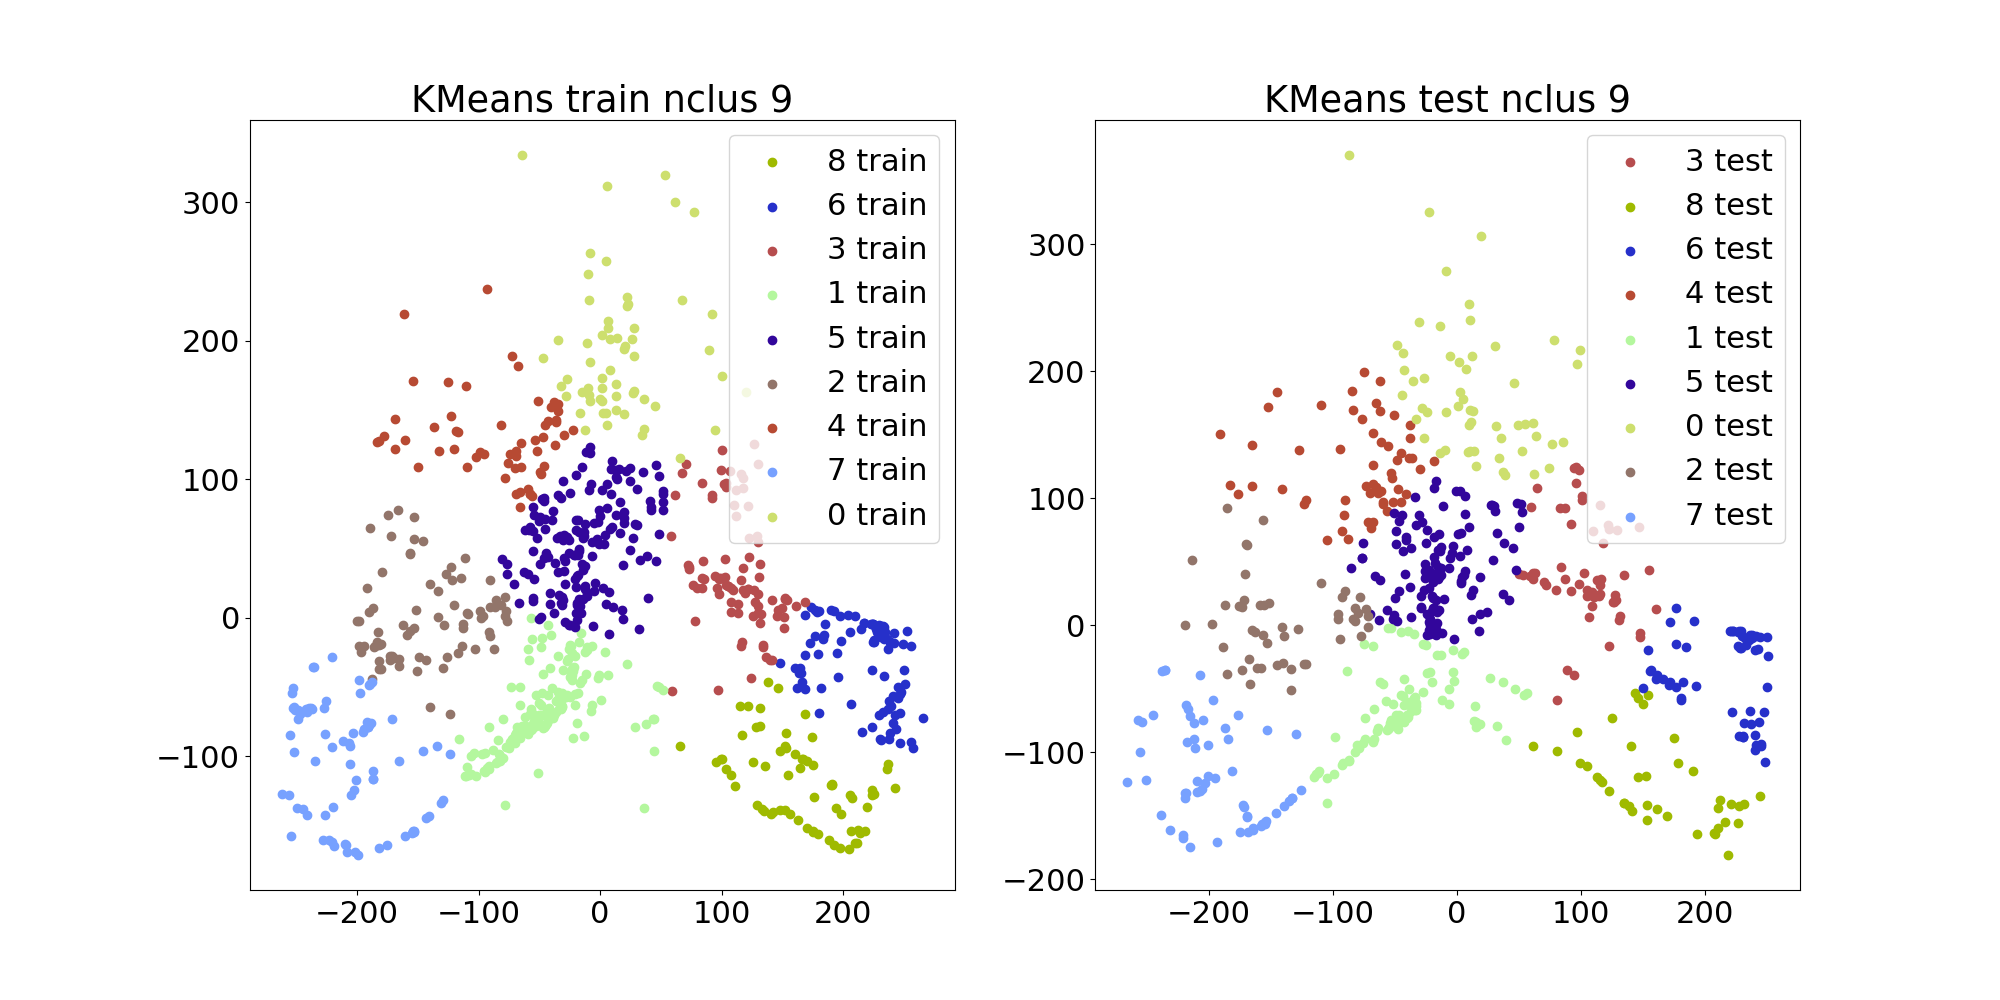 KMeans train nclus 9
300
200
100
0
−100
−200
−100
0
100
200
8 train
6 train
3 train
1 train
5 train
2 train
4 train
7 train
0 train
KMeans test nclus 9
300
200
100
0
−100
−200
−200
−100
0
100
200
3 test
8 test
6 test
4 test
1 test
5 test
0 test
2 test
7 test